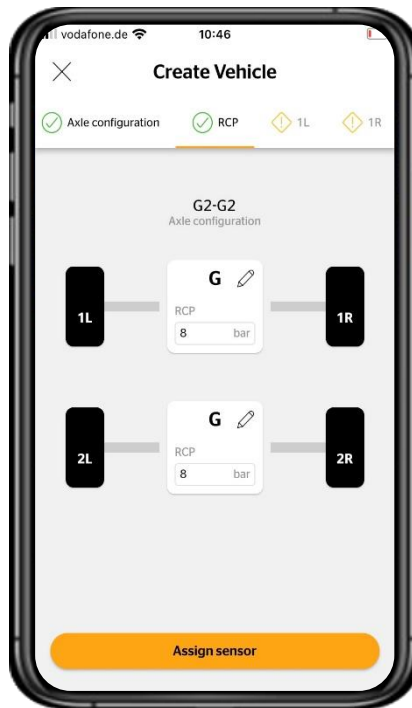 vodafone.de 10:46
Create Vehicle
Axle configuration RCP 1L 1R
G2-G2
Axle configuration
G
RCP
1L 8 bar 1R
G
RCP
2L 8 bar 2R
Assign sensor